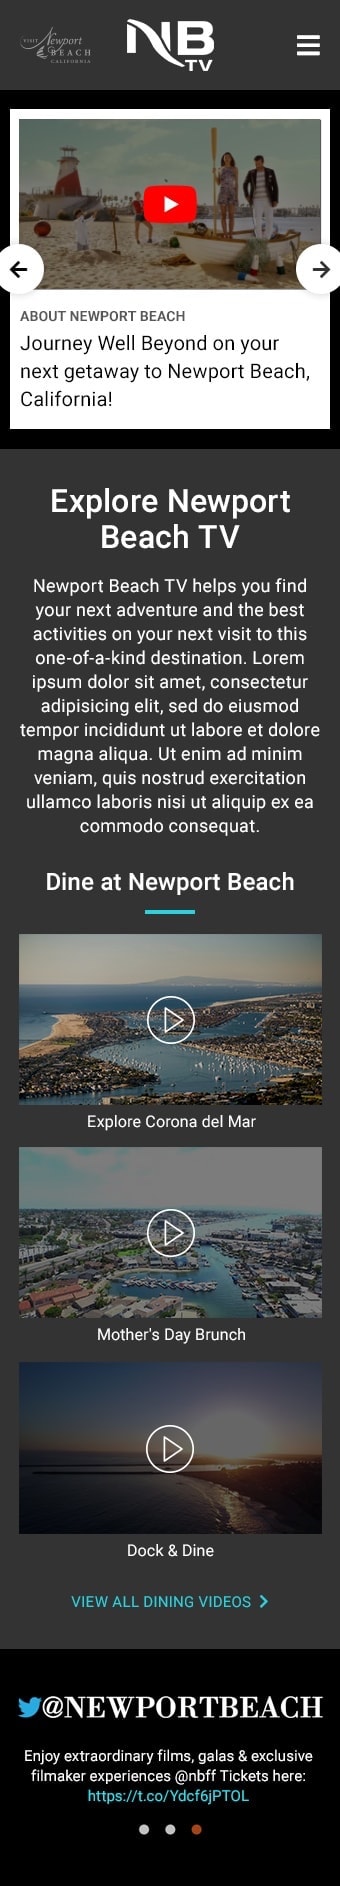 VISIT Newport
BEACH
CALIFORNIA
NB
TV
ABOUT NEWPORT BEACH
Journey Well Beyond on your
next getaway to Newport Beach,
California!
Explore Newport
Beach TV
Newport Beach TV helps you find
your next adventure and the best
activities on your next visit to this
one-of-a-kind destination. Lorem
ipsum dolor sit amet, consectetur
adipisicing elit, sed do eiusmod
tempor incididunt ut labore et dolore
magna aliqua. Ut enim ad minim
veniam, quis nostrud exercitation
ullamco laboris nisi ut aliquip ex ea
commodo consequat.
Dine at Newport Beach
Explore Corona del Mar
Mother's Day Brunch
Dock & Dine
VIEW ALL DINING VIDEOS
@NEWPORTBEACH
Enjoy extraordinary films, galas & exclusive
filmaker experiences @nbff Tickets here:
https://t.co/Ydcf6jPTOL